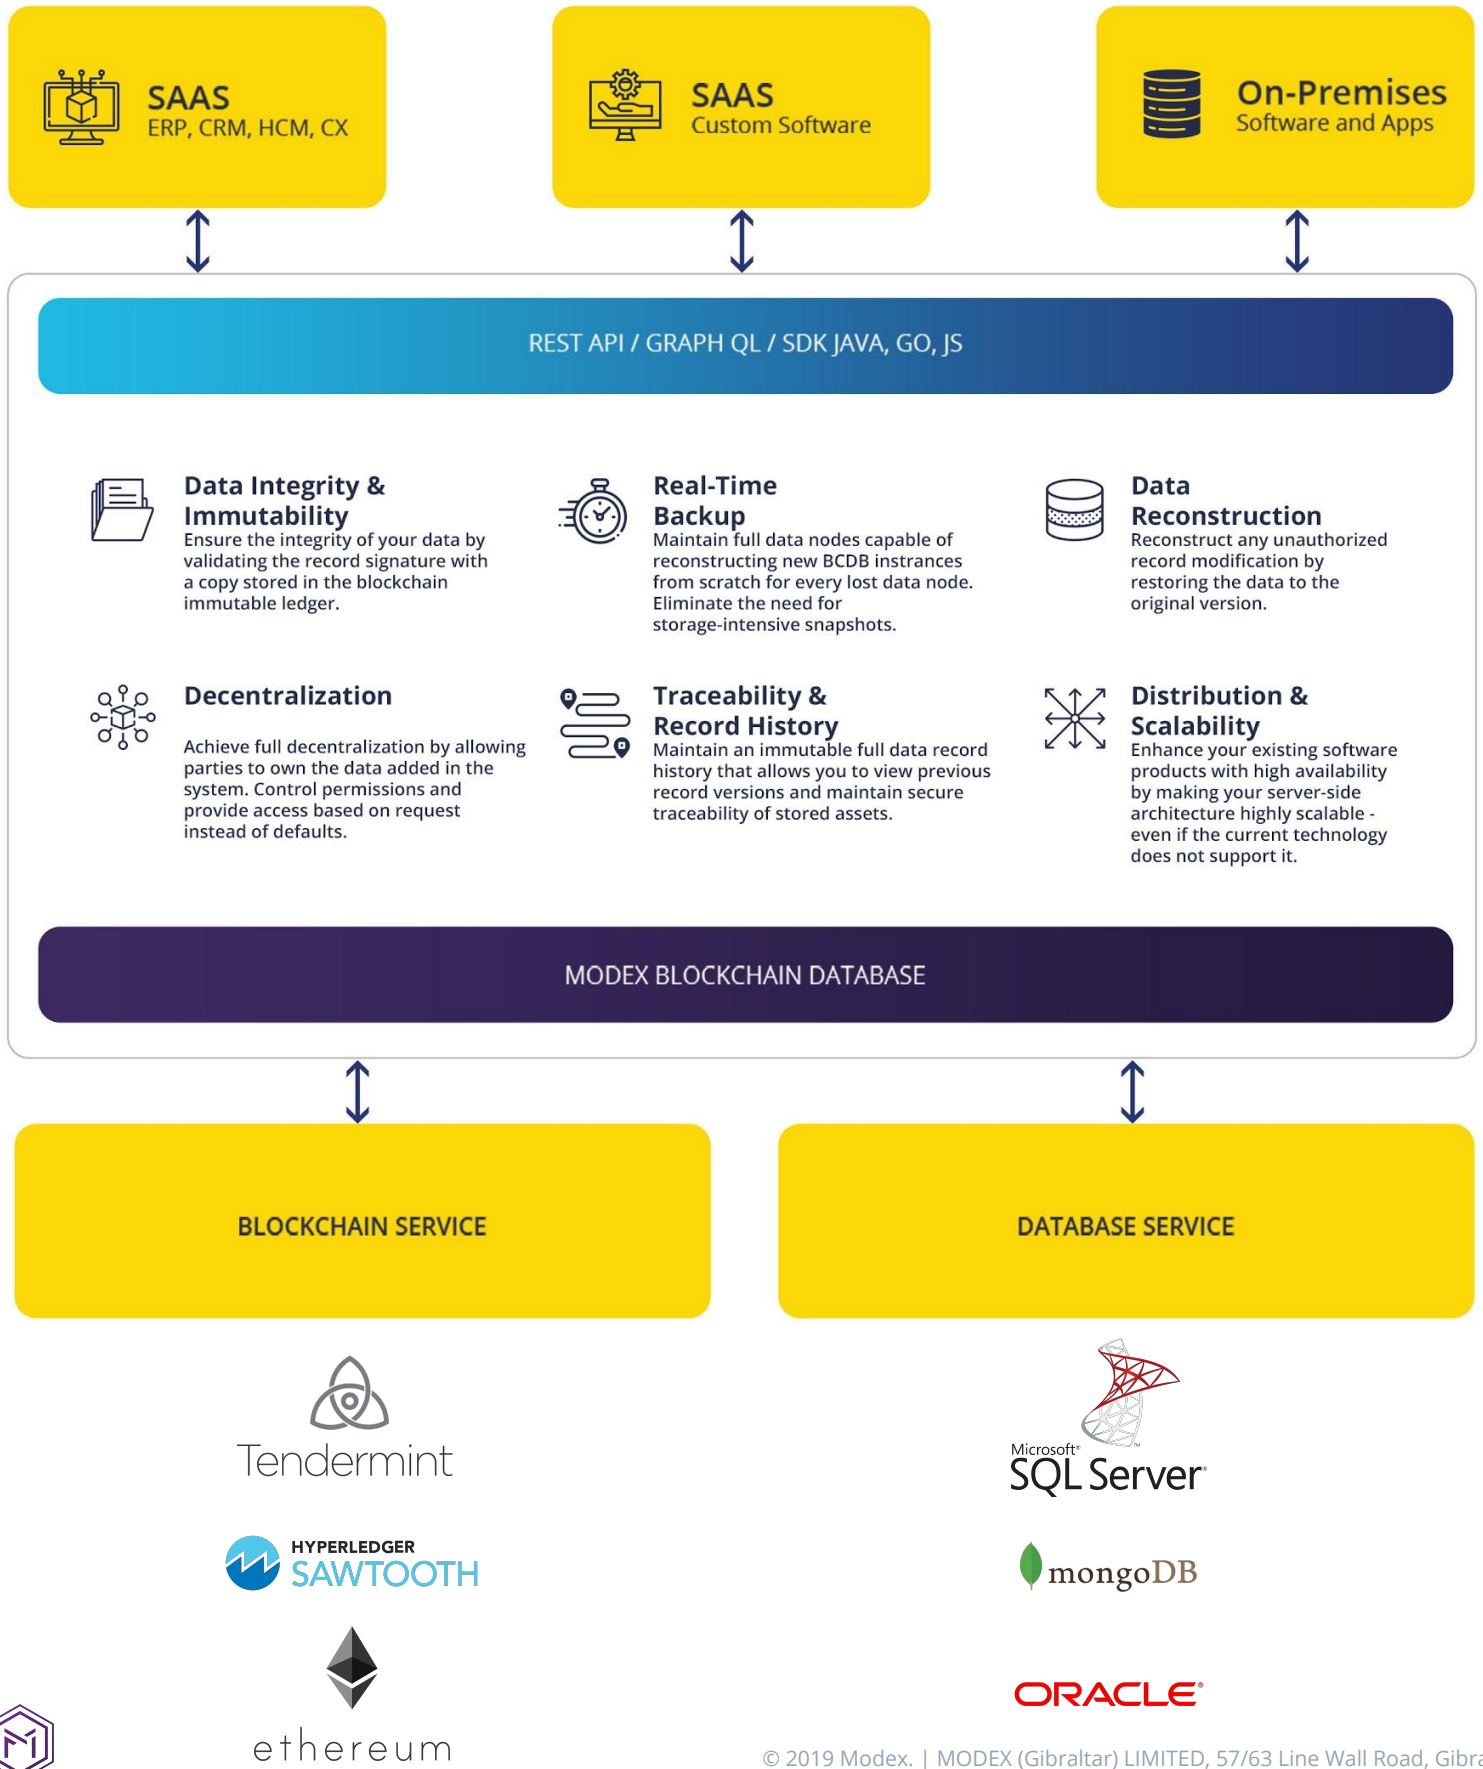 SAAS
ERP, CRM, HCM, CX
SAAS
Custom Software
On-Premises
Software and Apps
REST API / GRAPH QL / SDK JAVA, GO, JS
Data Integrity &
Immutability
Ensure the integrity of your data by
validating the record signature with
a copy stored in the blockchain
immutable ledger.
Real-Time
Backup
Maintain full data nodes capable of
reconstructing new BCDB instrances
from scratch for every lost data node.
Eliminate the need for
storage-intensive snapshots.
Data
Reconstruction
Reconstruct any unauthorized
record modification by
restoring the data to the
original version.
Decentralization
Achieve full decentralization by allowing
parties to own the data added in the
system. Control permissions and
provide access based on request
instead of defaults.
Traceability &
Record History
Maintain an immutable full data record
history that allows you to view previous
record versions and maintain secure
traceability of stored assets.
Distribution &
Scalability
Enhance your existing software
products with high availability
by making your server-side
architecture highly scalable -
even if the current technology
does not support it.
MODEX BLOCKCHAIN DATABASE
BLOCKCHAIN SERVICE
DATABASE SERVICE
Tendermint
HYPERLEDGER
SAWTOOTH
ethereum
Microsoft®
SQL Server®
mongoDB
ORACLE®
© 2019 Modex. | MODEX (Gibraltar) LIMITED, 57/63 Line Wall Road,